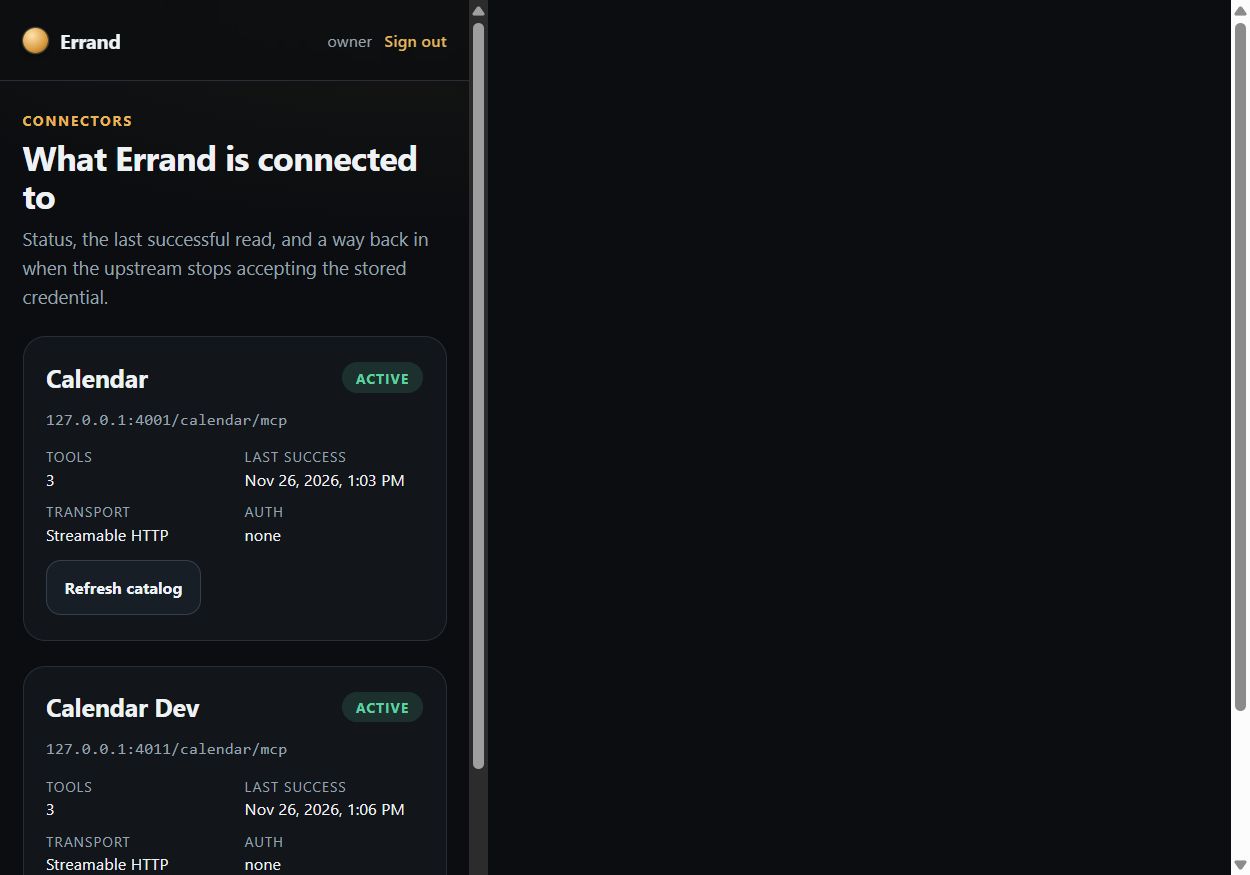 Errand
owner Sign out
CONNECTORS
What Errand is connected
to
Status, the last successful read, and a way back in
when the upstream stops accepting the stored
credential.
Calendar ACTIVE
127.0.0.1:4001/calendar/mcp
TOOLS LAST SUCCESS
3 Nov 26, 2026, 1:03 PM
TRANSPORT AUTH
Streamable HTTP none
Refresh catalog
Calendar Dev ACTIVE
127.0.0.1:4011/calendar/mcp
TOOLS LAST SUCCESS
3 Nov 26, 2026, 1:06 PM
TRANSPORT AUTH
Streamable HTTP none